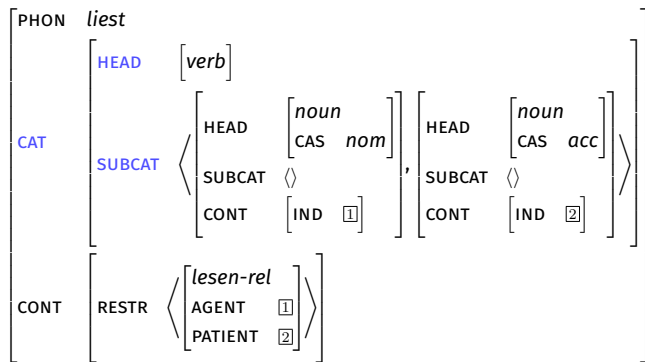 PHON liest
HEAD [verb]
noun noun
HEAD HEAD
CAS nom CAS acc
CAT SUBCAT ⟨ , ⟩
SUBCAT ⟨⟩ SUBCAT ⟨⟩
CONT [IND 1] CONT [IND 2]
lesen-rel
CONT RESTR ⟨ AGENT 1 ⟩
PATIENT 2